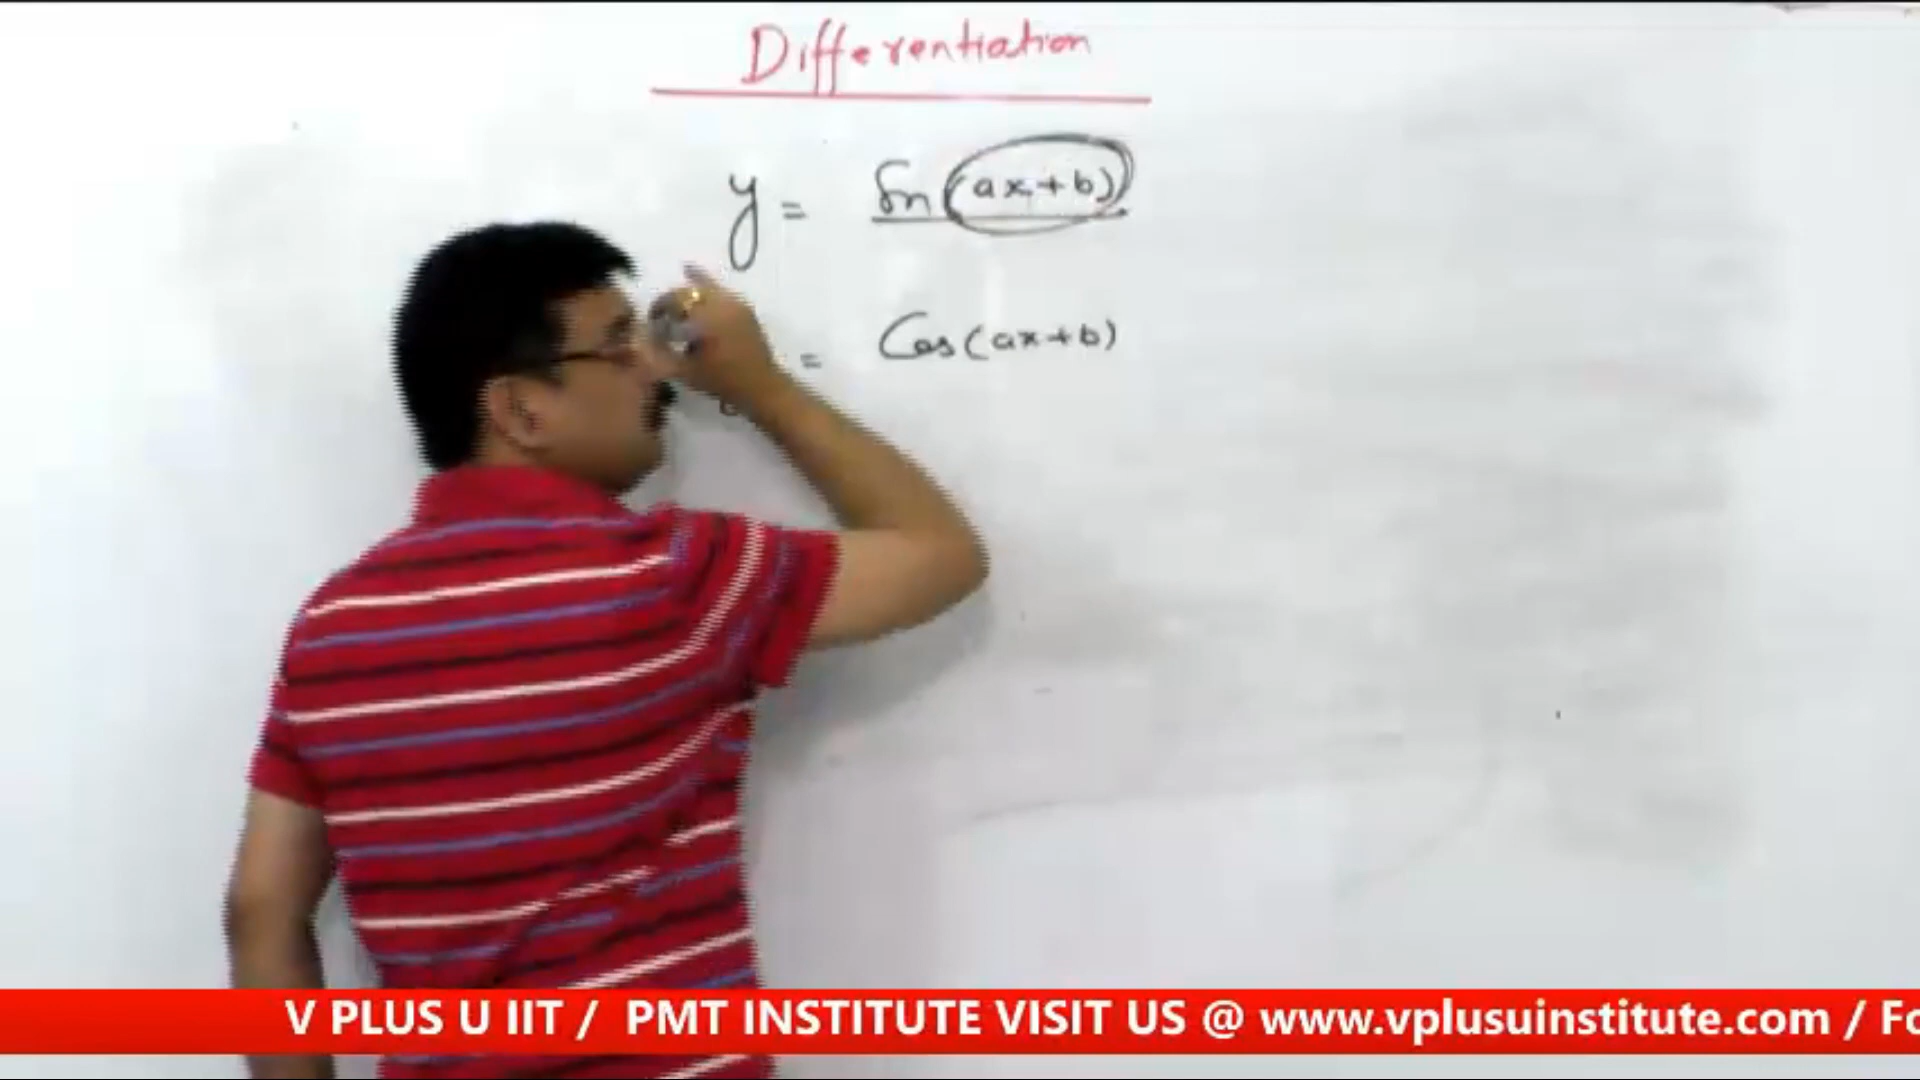 Differentiation
y = Sin (ax+b)
= Cos (ax+b)
V PLUS U IIT / PMT INSTITUTE VISIT US @ www.vplusuinstitute.com / Fo